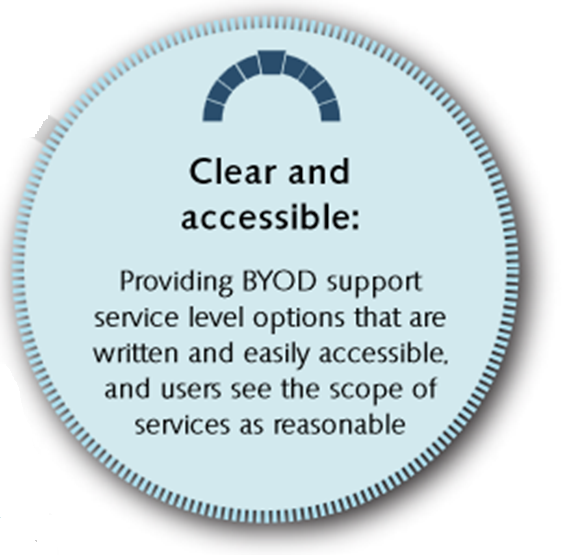 Clear and
accessible:
Providing BYOD support
service level options that are
written and easily accessible,
and users see the scope of
services as reasonable